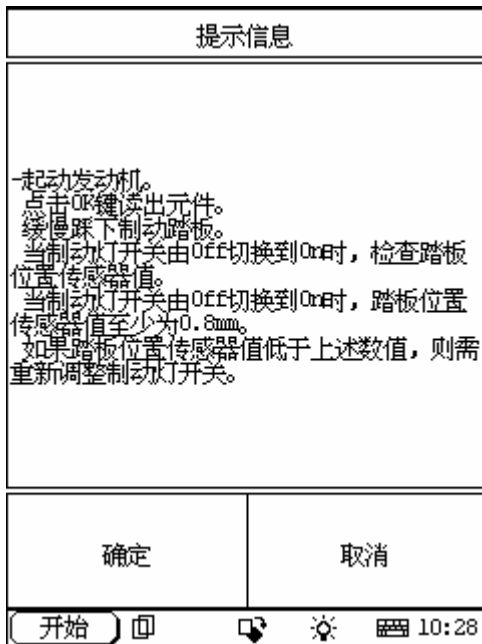 提示信息
-起动发动机。
点击OK键读出元件。
缓慢踩下制动踏板。
当制动灯开关由Off切换到On时，检查踏板
位置传感器值。
当制动灯开关由Off切换到On时，踏板位置
传感器值至少为0.8mm。
如果踏板位置传感器值低于上述数值，则需
重新调整制动灯开关。
确定
取消
开始
10:28